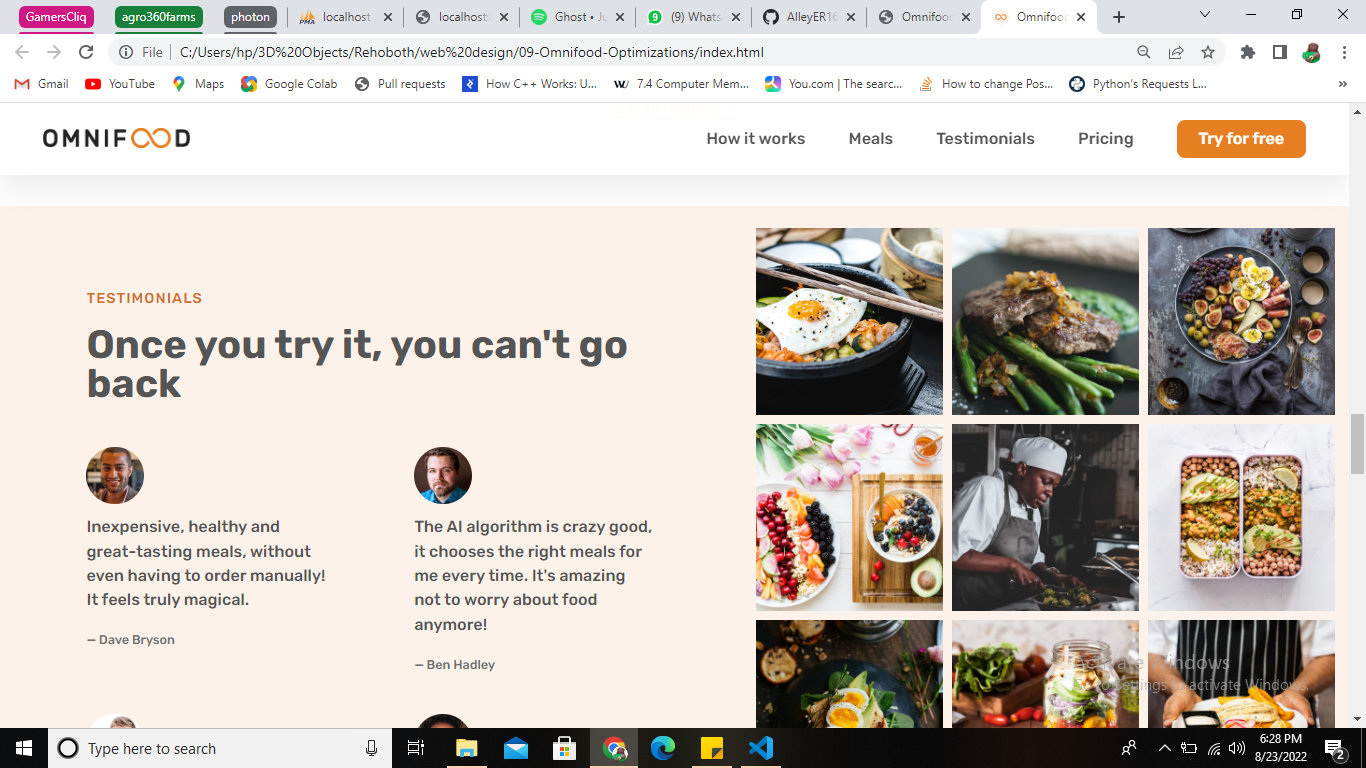 GamersCliq agro360farms photon localhost localhost: Ghost • Ju (9) Whats AlleyER16 Omnifood Omnifood
File C:/Users/hp/3D%20Objects/Rehoboth/web%20design/09-Omnifood-Optimizations/index.html
Gmail YouTube Maps Google Colab Pull requests How C++ Works: U... 7.4 Computer Mem... You.com | The searc... How to change Pos... Python's Requests L... »
OMNIFOOD How it works Meals Testimonials Pricing Try for free
TESTIMONIALS
Once you try it, you can't go
back
Inexpensive, healthy and
great-tasting meals, without
even having to order manually!
It feels truly magical.
— Dave Bryson
The AI algorithm is crazy good,
it chooses the right meals for
me every time. It's amazing
not to worry about food
anymore!
— Ben Hadley
Activate Windows
Go to Settings to activate Windows.
Type here to search
6:28 PM
8/23/2022
2